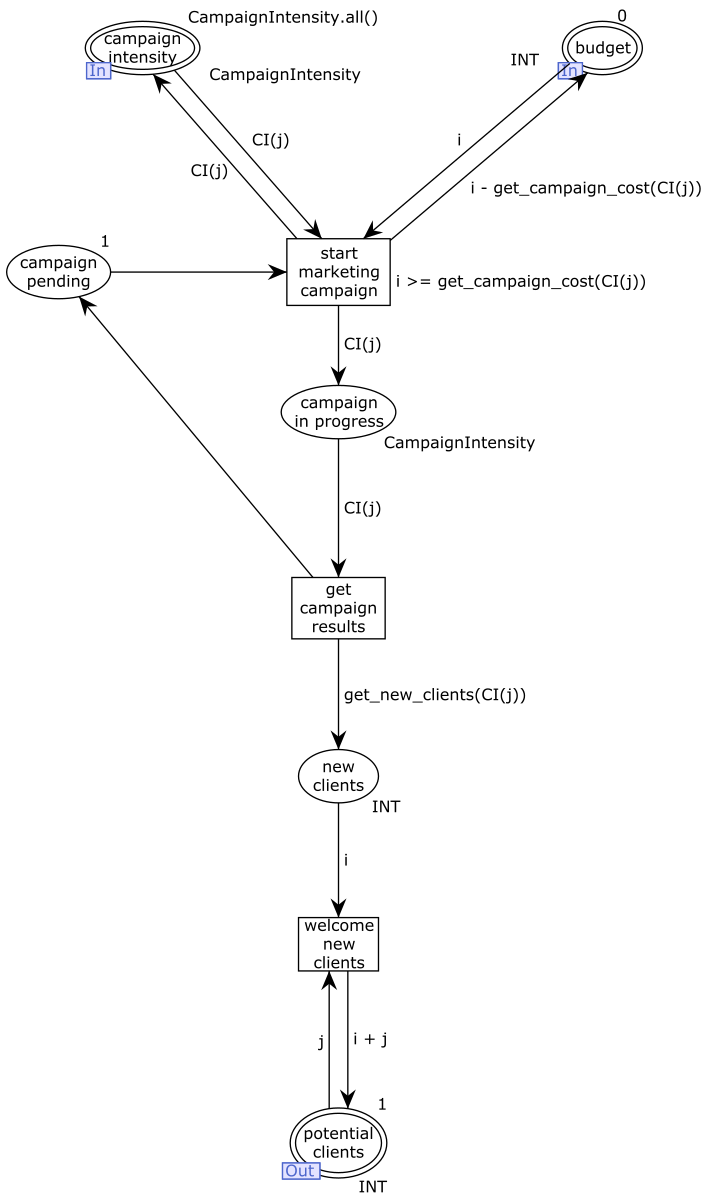 CampaignIntensity.all()
0
campaign
intensity
In
CampaignIntensity
INT
budget
In
CI(j)
CI(j)
i
i - get_campaign_cost(CI(j))
1
campaign
pending
start
marketing
campaign
i >= get_campaign_cost(CI(j))
CI(j)
campaign
in progress
CampaignIntensity
CI(j)
get
campaign
results
get_new_clients(CI(j))
new
clients
INT
i
welcome
new
clients
j
i + j
1
potential
clients
Out
INT